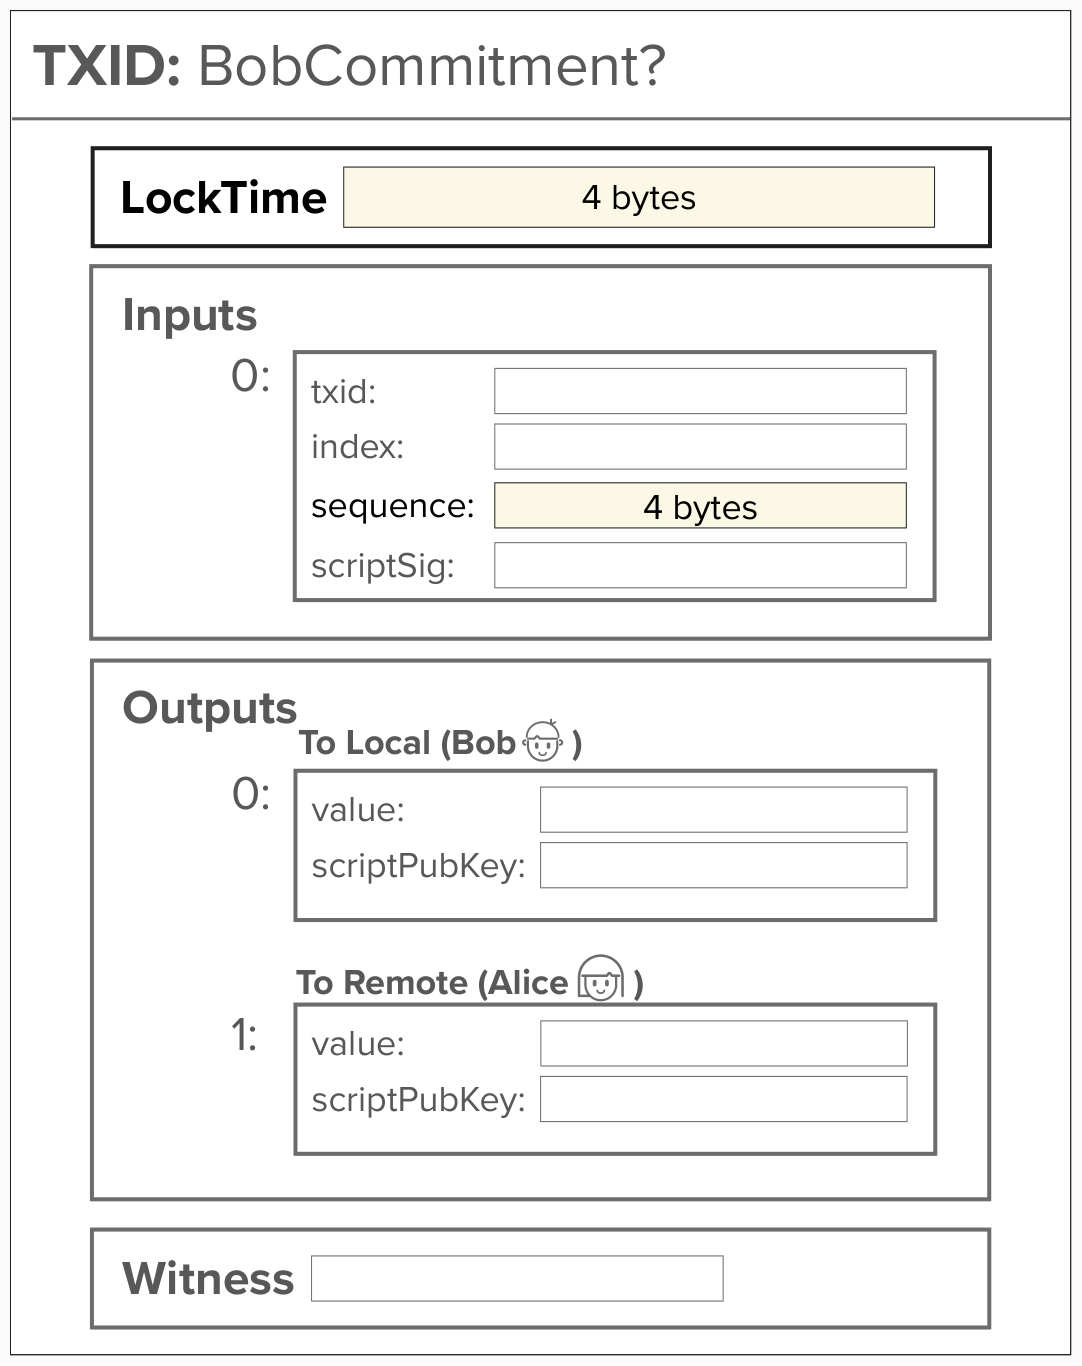 TXID: BobCommitment?
LockTime 4 bytes
Inputs
0:
txid:
index:
sequence: 4 bytes
scriptSig:
Outputs
To Local (Bob )
0:
value:
scriptPubKey:
To Remote (Alice )
1:
value:
scriptPubKey:
Witness